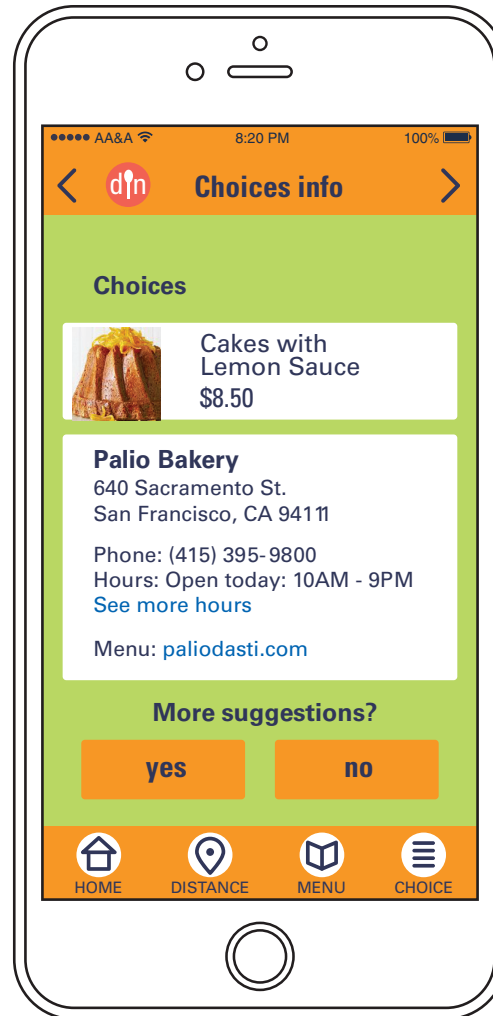 AA&A 8:20 PM 100%
din Choices info
Choices
Cakes with
Lemon Sauce
$8.50
Palio Bakery
640 Sacramento St.
San Francisco, CA 94111
Phone: (415) 395-9800
Hours: Open today: 10AM - 9PM
See more hours
Menu: paliodasti.com
More suggestions?
yes no
HOME DISTANCE MENU CHOICE